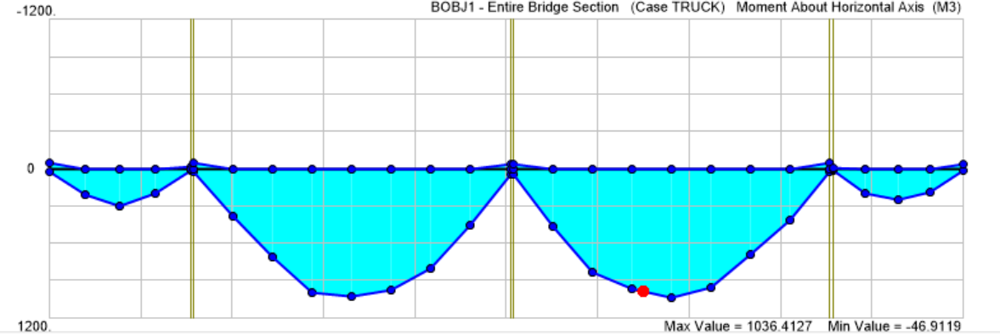 -1200.
BOBJ1 - Entire Bridge Section (Case TRUCK) Moment About Horizontal Axis (M3)
0
1200.
Max Value = 1036.4127 Min Value = -46.9119